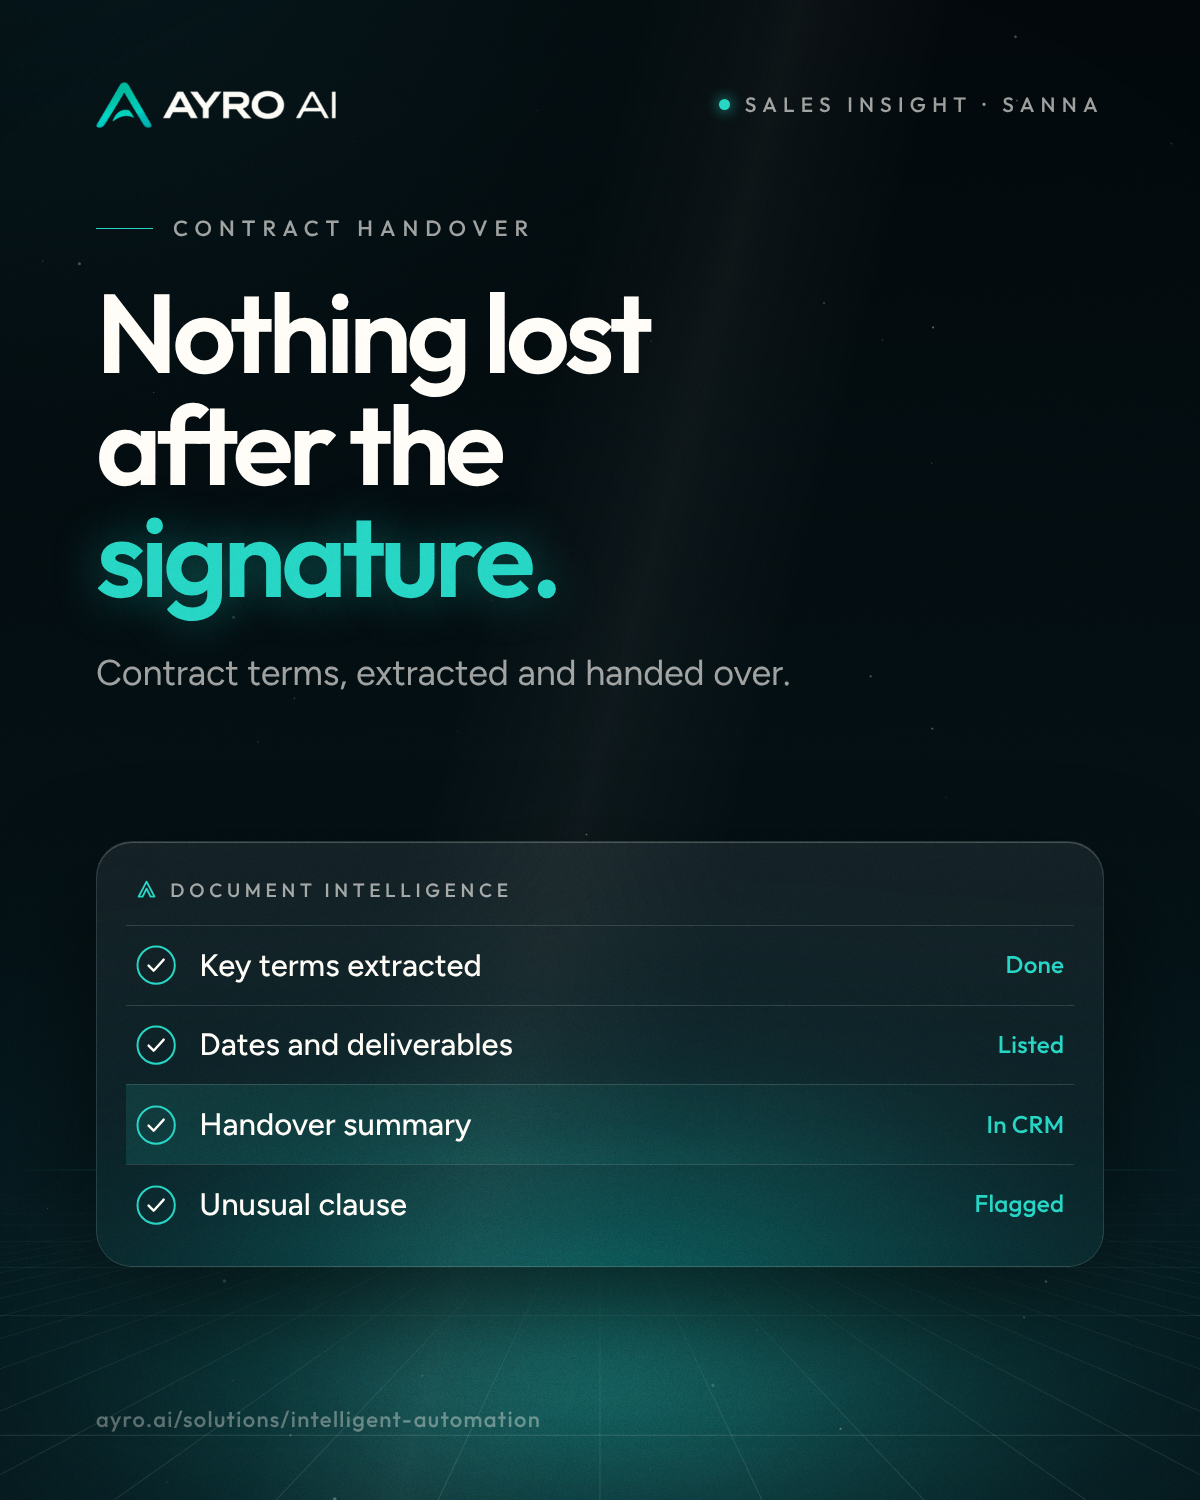 AYRO AI
SALES INSIGHT · SANNA
CONTRACT HANDOVER
Nothing lost
after the
signature.
Contract terms, extracted and handed over.
DOCUMENT INTELLIGENCE
Key terms extracted Done
Dates and deliverables Listed
Handover summary In CRM
Unusual clause Flagged
ayro.ai/solutions/intelligent-automation